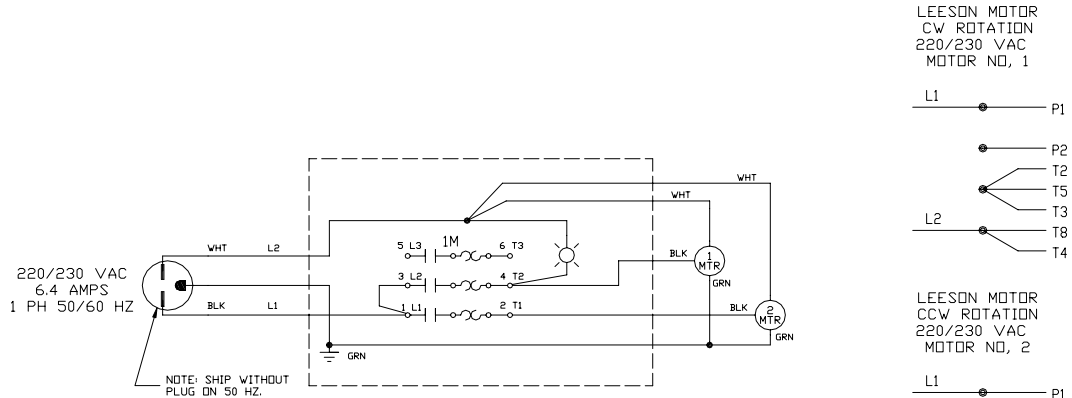 LEESON MOTOR
CW ROTATION
220/230 VAC
MOTOR NO, 1
L1
P1
P2
T2
T5
T3
L2
T8
T4
WHT
WHT
WHT L2
5 L3 1M 6 T3
BLK
1
MTR
GRN
3 L2 4 T2
220/230 VAC
6.4 AMPS
1 PH 50/60 HZ
BLK L1
1 L1 2 T1
BLK
2
MTR
GRN
GRN
NOTE: SHIP WITHOUT
PLUG ON 50 HZ.
LEESON MOTOR
CCW ROTATION
220/230 VAC
MOTOR NO, 2
L1
P1